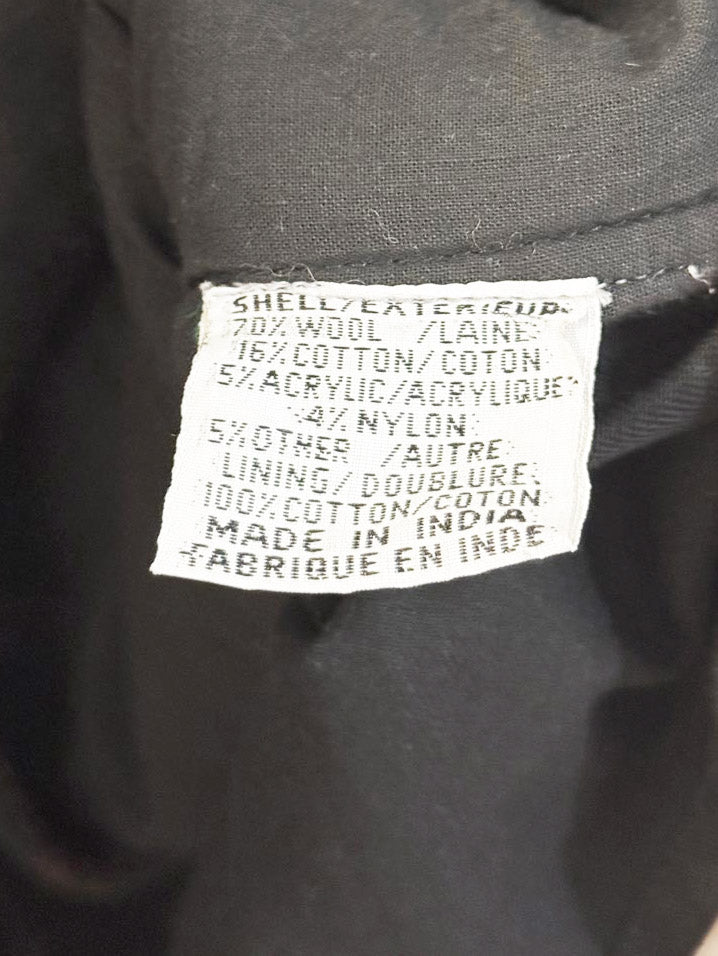 SHELL/EXTERIEUR
70% WOOL /LAINE
16% COTTON/COTON
5% ACRYLIC/ACRYLIQUE
4% NYLON
5% OTHER /AUTRE
LINING/DOUBLURE
100% COTTON/COTON
MADE IN INDIA
FABRIQUE EN INDE